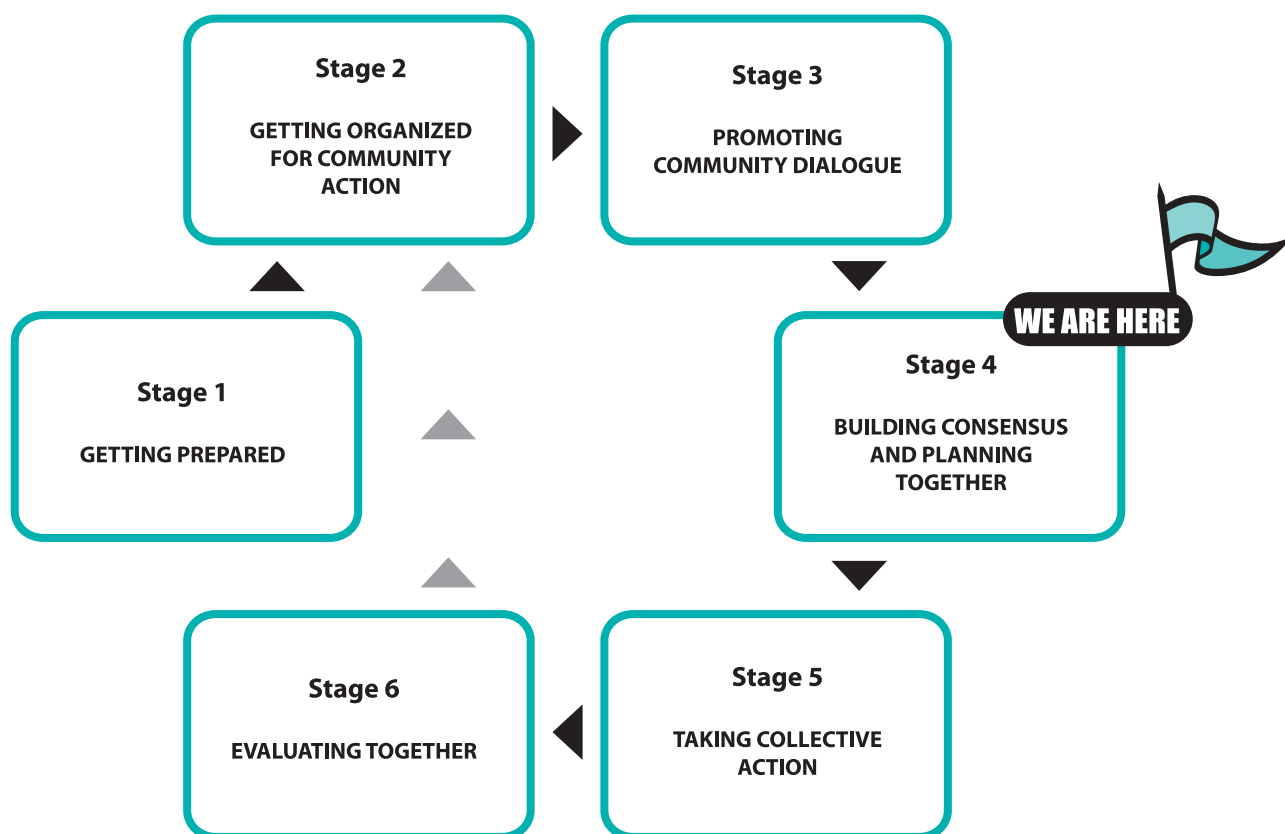 Stage 1
GETTING PREPARED
Stage 2
GETTING ORGANIZED
FOR COMMUNITY
ACTION
Stage 3
PROMOTING
COMMUNITY DIALOGUE
WE ARE HERE
Stage 4
BUILDING CONSENSUS
AND PLANNING
TOGETHER
Stage 5
TAKING COLLECTIVE
ACTION
Stage 6
EVALUATING TOGETHER